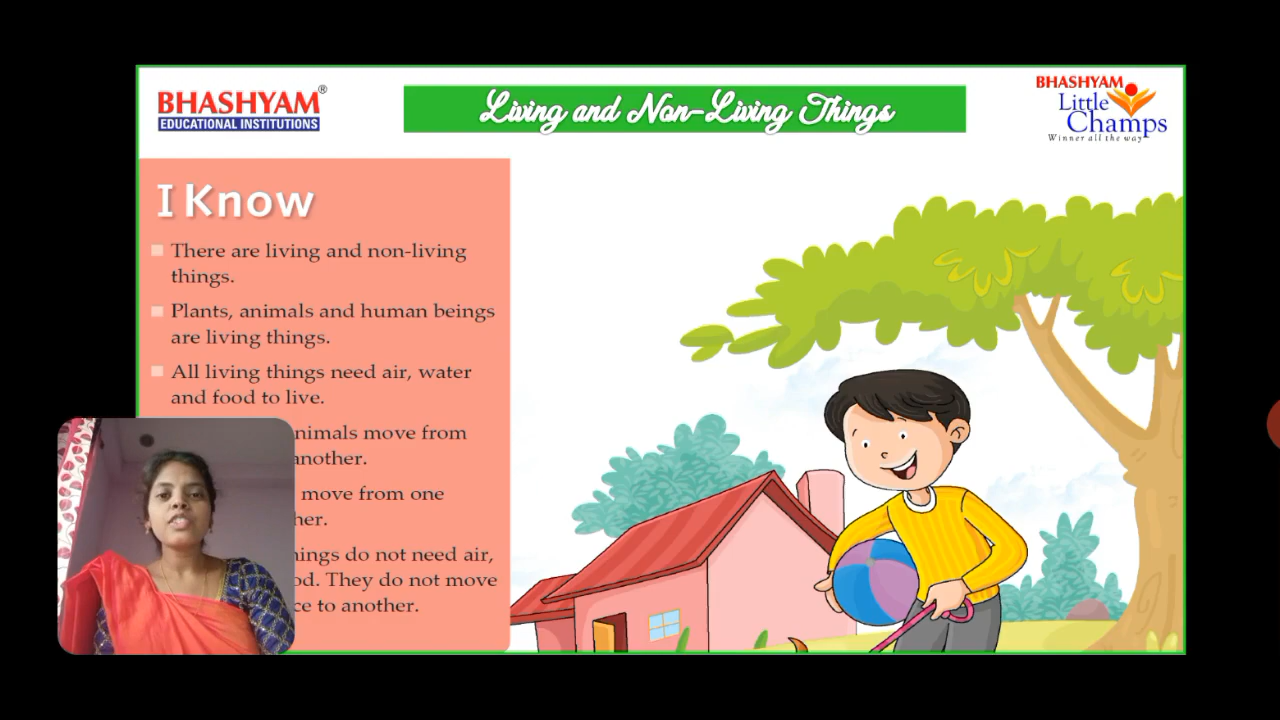 BHASHYAM®
EDUCATIONAL INSTITUTIONS
Living and Non-Living Things
BHASHYAM
Little
Champs
Winner all the way
I Know
There are living and non-living
things.
Plants, animals and human beings
are living things.
All living things need air, water
and food to live.
nimals move from
another.
move from one
her.
ings do not need air,
od. They do not move
ce to another.